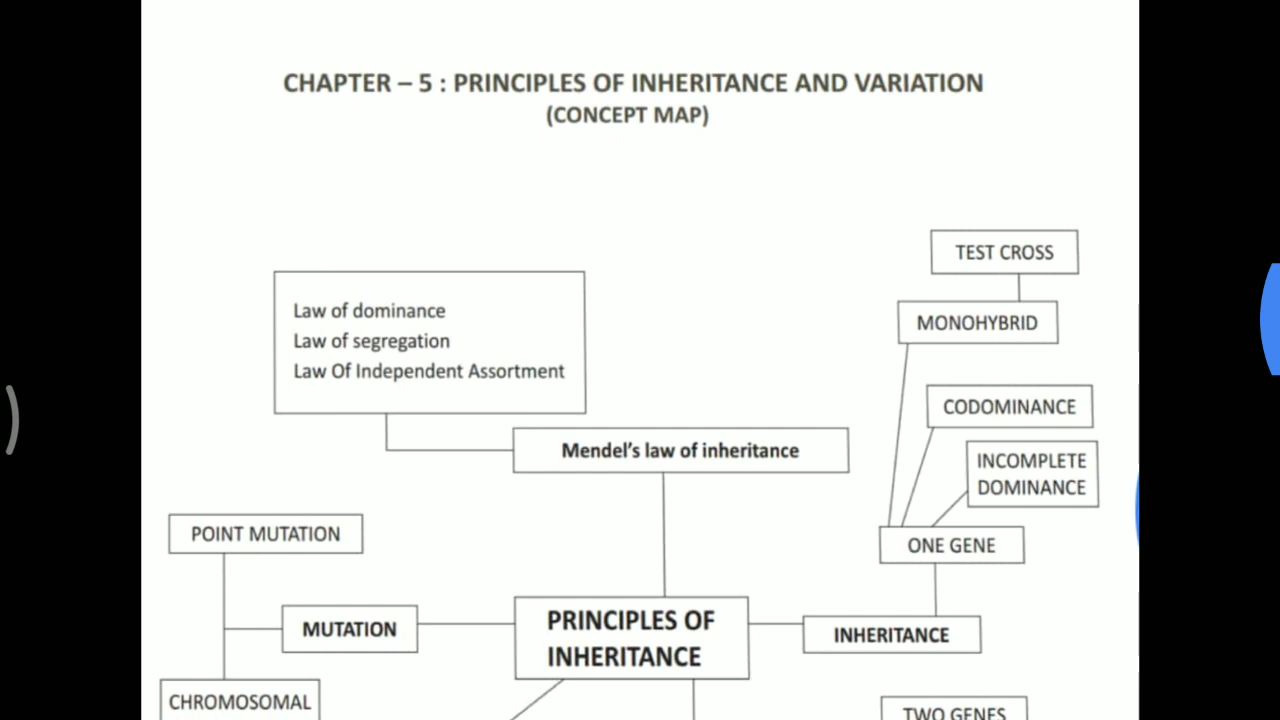 CHAPTER – 5 : PRINCIPLES OF INHERITANCE AND VARIATION
(CONCEPT MAP)
TEST CROSS
MONOHYBRID
Law of dominance
Law of segregation
Law Of Independent Assortment
CODOMINANCE
Mendel's law of inheritance
INCOMPLETE
DOMINANCE
POINT MUTATION
ONE GENE
MUTATION
PRINCIPLES OF
INHERITANCE
INHERITANCE
CHROMOSOMAL
TWO GENES